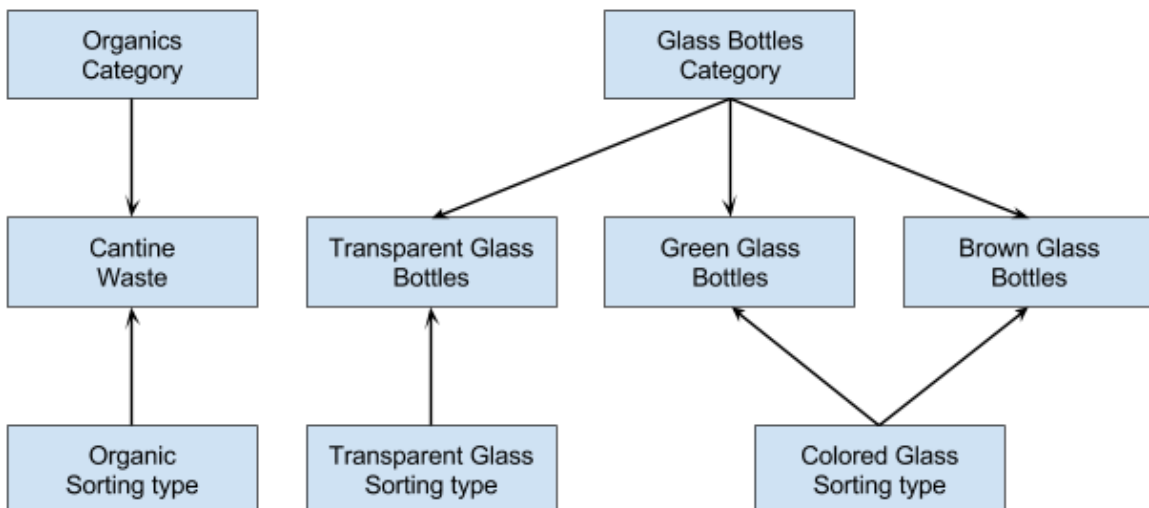 Organics
Category
Glass Bottles
Category
Cantine
Waste
Transparent Glass
Bottles
Green Glass
Bottles
Brown Glass
Bottles
Organic
Sorting type
Transparent Glass
Sorting type
Colored Glass
Sorting type